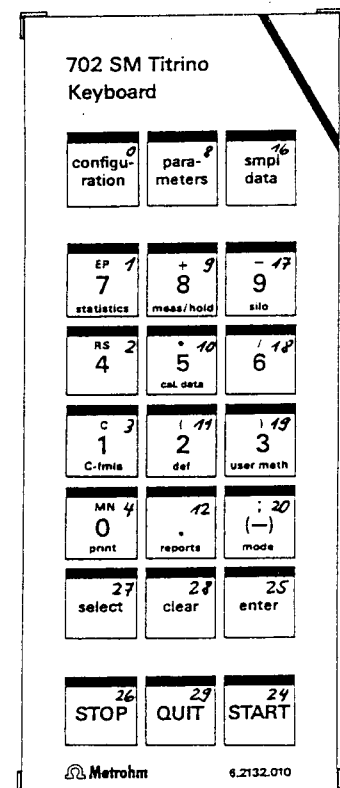 702 SM Titrino
Keyboard
0 8 16
configu- para- smpl
ration meters data
EP 1 + 9 - 17
7 8 9
statistics meas/hold silo
RS 2 * 10 / 18
4 5 6
cal. data
C 3 ( 11 ) 19
1 2 3
C-fmla def user meth
MN 4 12 ; 20
0 . (—)
print reports mode
27 28 25
select clear enter
26 29 24
STOP QUIT START
Metrohm 6.2132.010